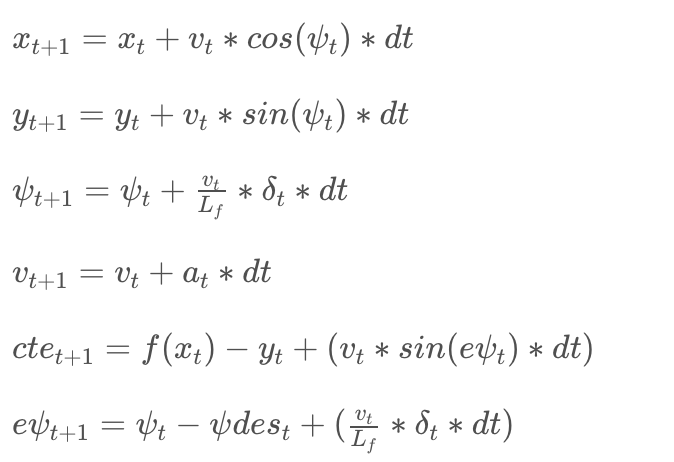 x_{t+1} = x_t + v_t * cos(ψ_t) * dt
y_{t+1} = y_t + v_t * sin(ψ_t) * dt
ψ_{t+1} = ψ_t + \frac{v_t}{L_f} * δ_t * dt
v_{t+1} = v_t + a_t * dt
cte_{t+1} = f(x_t) − y_t + (v_t * sin(eψ_t) * dt)
eψ_{t+1} = ψ_t − ψdes_t + (\frac{v_t}{L_f} * δ_t * dt)